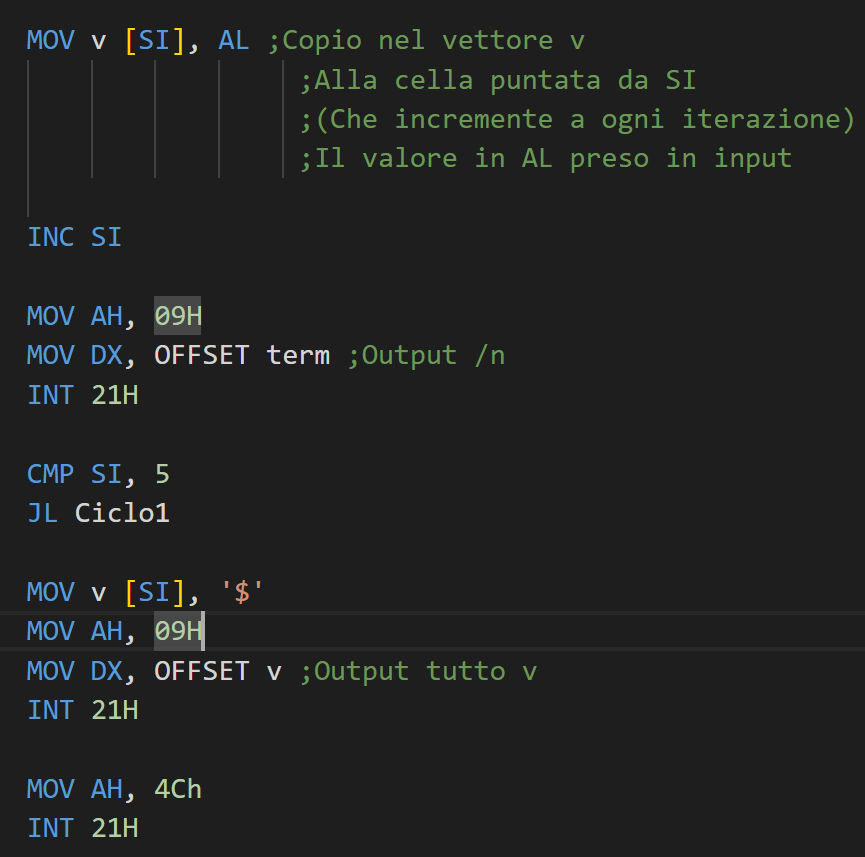 MOV v [SI], AL ;Copio nel vettore v
;Alla cella puntata da SI
;(Che incremente a ogni iterazione)
;Il valore in AL preso in input
INC SI
MOV AH, 09H
MOV DX, OFFSET term ;Output /n
INT 21H
CMP SI, 5
JL Ciclo1
MOV v [SI], '$'
MOV AH, 09H
MOV DX, OFFSET v ;Output tutto v
INT 21H
MOV AH, 4Ch
INT 21H